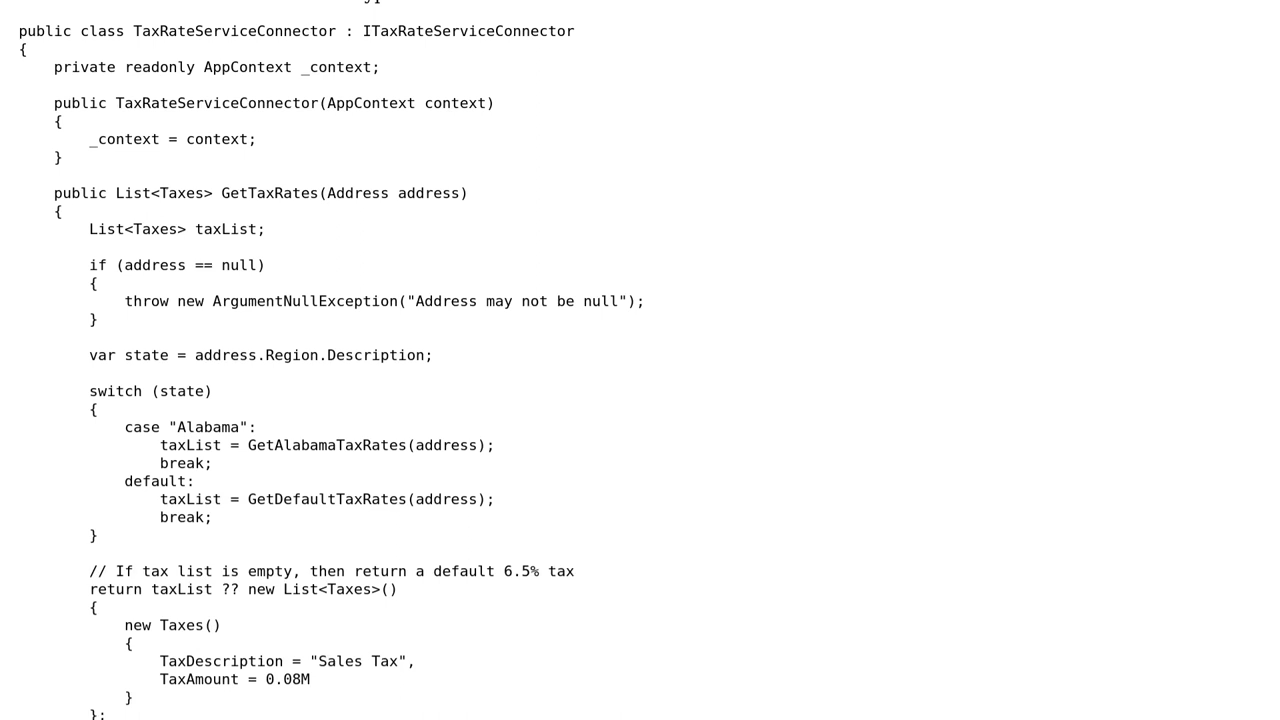 public class TaxRateServiceConnector : ITaxRateServiceConnector
{
    private readonly AppContext _context;

    public TaxRateServiceConnector(AppContext context)
    {
        _context = context;
    }

    public List<Taxes> GetTaxRates(Address address)
    {
        List<Taxes> taxList;

        if (address == null)
        {
            throw new ArgumentNullException("Address may not be null");
        }

        var state = address.Region.Description;

        switch (state)
        {
            case "Alabama":
                taxList = GetAlabamaTaxRates(address);
                break;
            default:
                taxList = GetDefaultTaxRates(address);
                break;
        }

        // If tax list is empty, then return a default 6.5% tax
        return taxList ?? new List<Taxes>()
        {
            new Taxes()
            {
                TaxDescription = "Sales Tax",
                TaxAmount = 0.08M
            }
        };